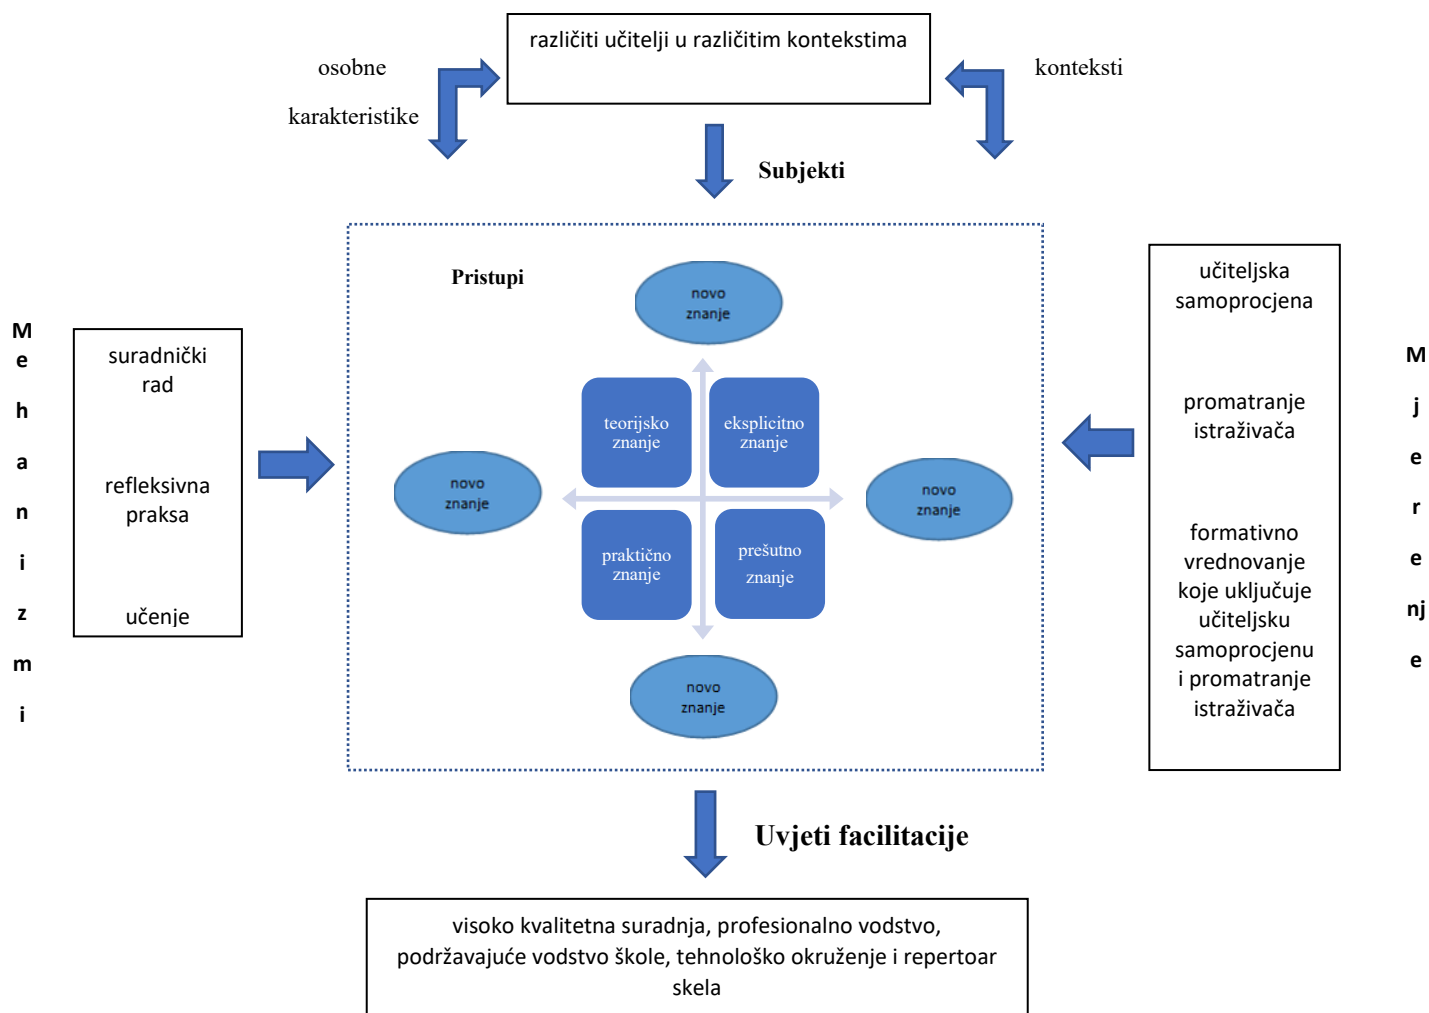 različiti učitelji u različitim kontekstima
osobne
karakteristike
konteksti
Subjekti
Pristupi
novo
znanje
M
e
h
a
n
i
z
m
i
suradnički
rad
refleksivna
praksa
učenje
teorijsko
znanje
eksplicitno
znanje
novo
znanje
novo
znanje
praktično
znanje
prešutno
znanje
novo
znanje
učiteljska
samoprocjena
promatranje
istraživača
formativno
vrednovanje
koje uključuje
učiteljsku
samoprocjenu
i promatranje
istraživača
M
j
e
r
e
nj
e
Uvjeti facilitacije
visoko kvalitetna suradnja, profesionalno vodstvo,
podržavajuće vodstvo škole, tehnološko okruženje i repertoar
skela